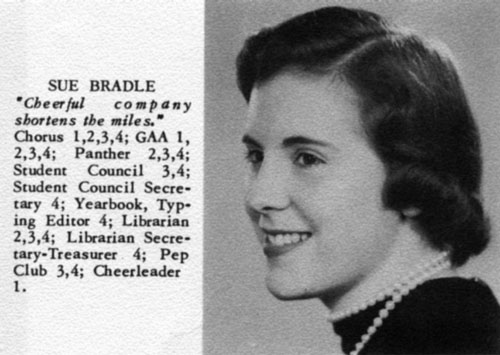 SUE BRADLE
"Cheerful company
shortens the miles."
Chorus 1,2,3,4; GAA 1,
2,3,4; Panther 2,3,4;
Student Council 3,4;
Student Council Secre-
tary 4; Yearbook, Typ-
ing Editor 4; Librarian
2,3,4; Librarian Secre-
tary-Treasurer 4; Pep
Club 3,4; Cheerleader
1.